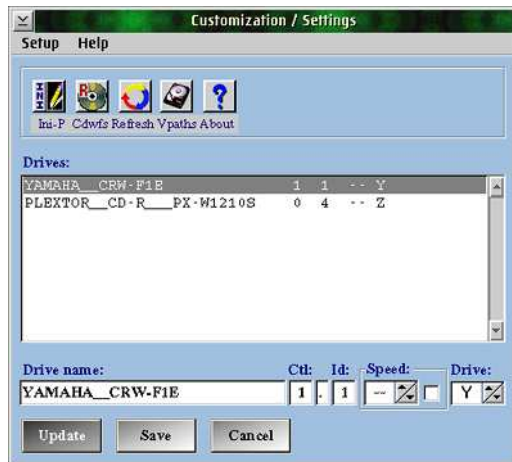 Customization / Settings
Setup Help
INI
R
?
Ini-P Cdwfs Refresh Vpaths About
Drives:
YAMAHA__CRW-F1E 1 1 -- Y
PLEXTOR__CD-R___PX-W1210S 0 4 -- Z
Drive name: Ctl: Id: Speed: Drive:
YAMAHA__CRW-F1E 1 . 1 -- Y
Update Save Cancel